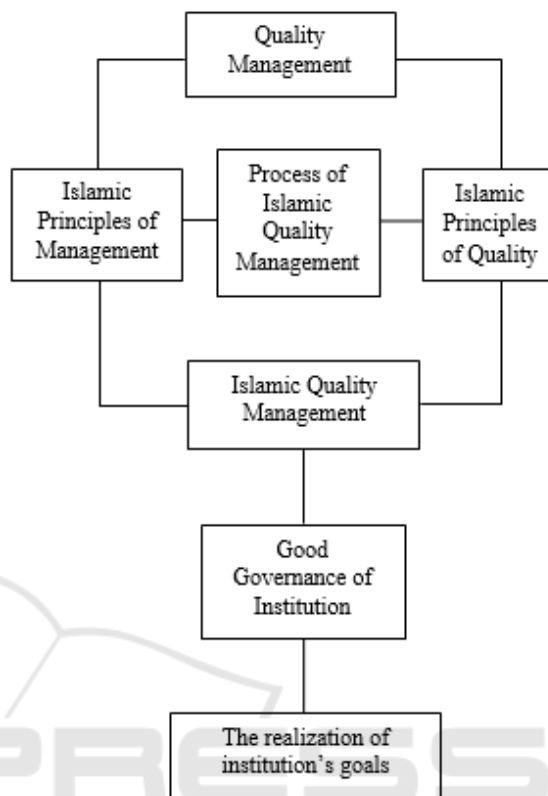 Quality
Management
Islamic
Principles of
Management
Process of
Islamic
Quality
Management
Islamic
Principles
of Quality
Islamic Quality
Management
Good
Governance of
Institution
The realization of
institution's goals
PRESS